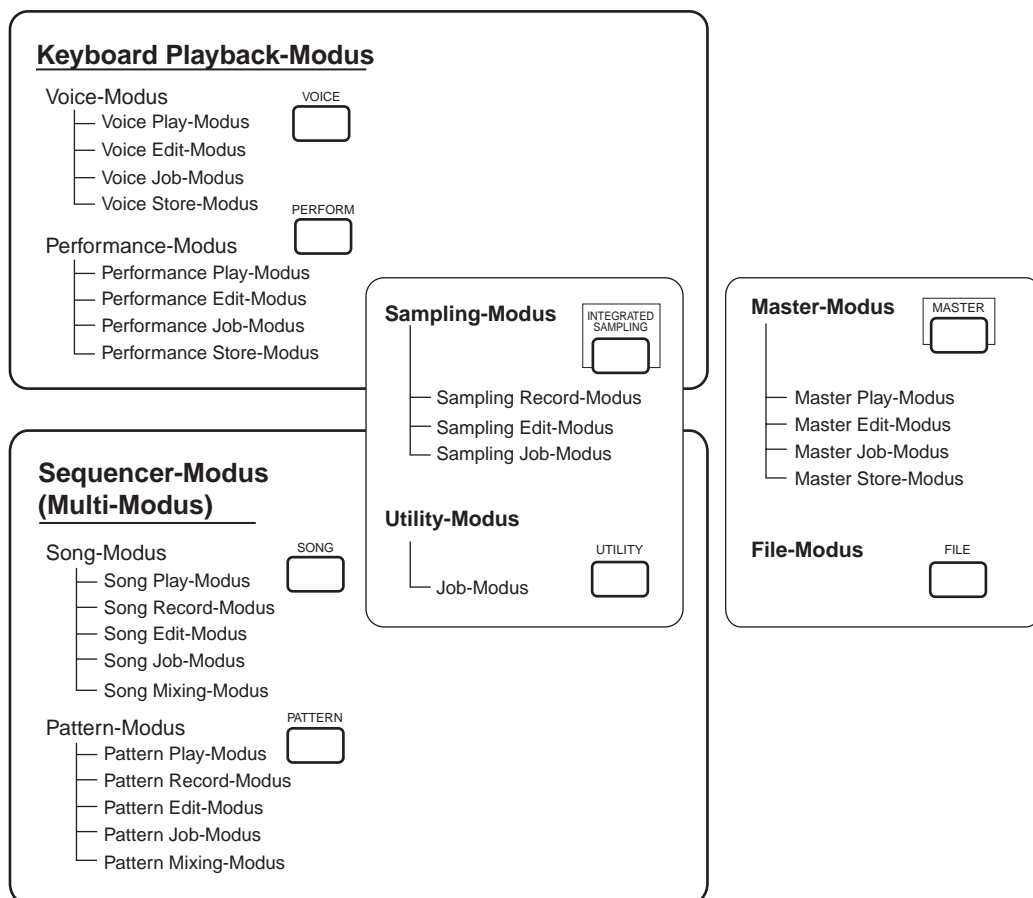 Keyboard Playback-Modus
Voice-Modus
VOICE
Voice Play-Modus
Voice Edit-Modus
Voice Job-Modus
Voice Store-Modus
PERFORM
Performance-Modus
Performance Play-Modus
Performance Edit-Modus
Performance Job-Modus
Performance Store-Modus
Sampling-Modus
INTEGRATED
SAMPLING
Sampling Record-Modus
Sampling Edit-Modus
Sampling Job-Modus
Utility-Modus
UTILITY
Job-Modus
Master-Modus
MASTER
Master Play-Modus
Master Edit-Modus
Master Job-Modus
Master Store-Modus
File-Modus
FILE
Sequencer-Modus
(Multi-Modus)
Song-Modus
SONG
Song Play-Modus
Song Record-Modus
Song Edit-Modus
Song Job-Modus
Song Mixing-Modus
Pattern-Modus
PATTERN
Pattern Play-Modus
Pattern Record-Modus
Pattern Edit-Modus
Pattern Job-Modus
Pattern Mixing-Modus